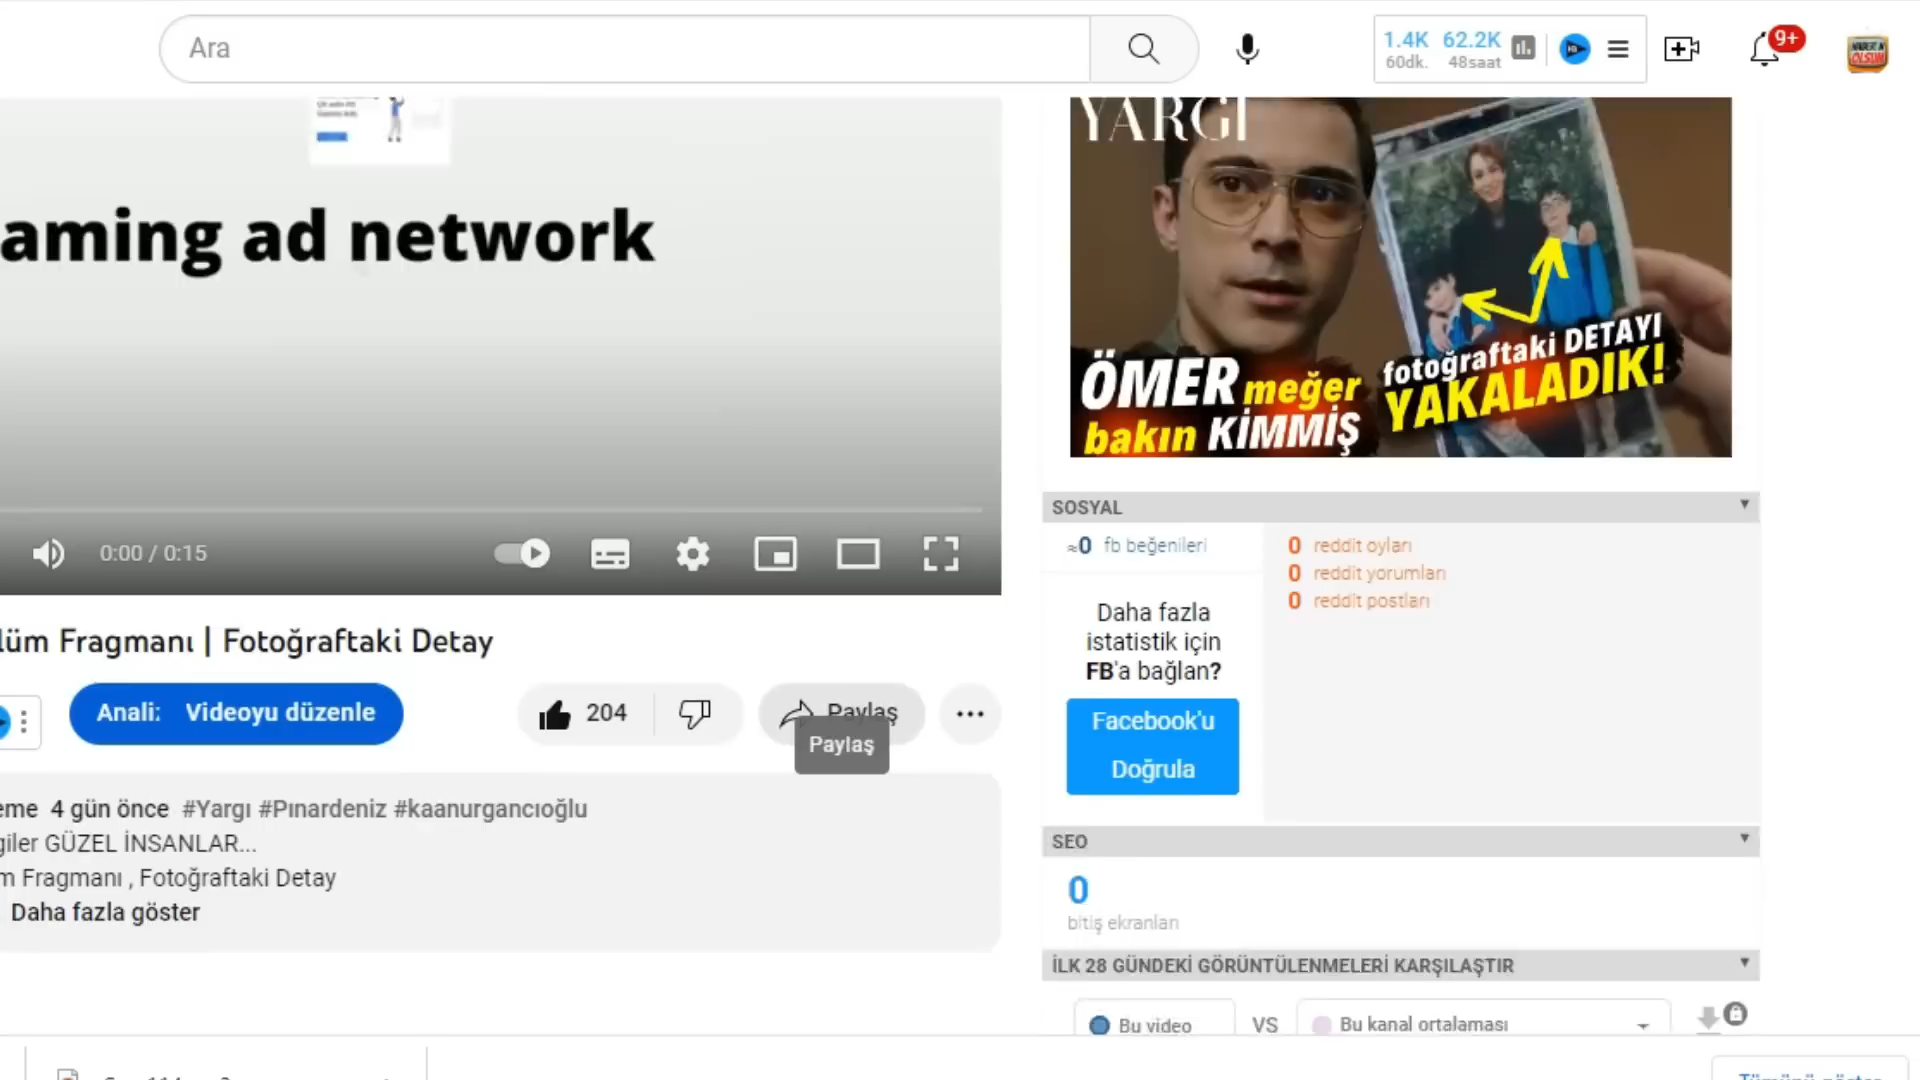 Ara
1.4K 62.2K
60dk. 48saat
9+
HABERİN OLSUN
aming ad network
0:00 / 0:15
YARGI
ÖMER meğer
bakın KİMMİŞ
fotoğraftaki DETAYI
YAKALADIK!
lüm Fragmanı | Fotoğraftaki Detay
Anali: Videoyu düzenle
204
Paylaş
Paylaş
eme 4 gün önce #Yargı #Pınardeniz #kaanurgancıoğlu
giler GÜZEL İNSANLAR...
m Fragmanı , Fotoğraftaki Detay
Daha fazla göster
SOSYAL
≈0 fb beğenileri
0 reddit oyları
0 reddit yorumları
0 reddit postları
Daha fazla
istatistik için
FB'a bağlan?
Facebook'u
Doğrula
SEO
0
bitiş ekranları
İLK 28 GÜNDEKİ GÖRÜNTÜLENMELERİ KARŞILAŞTIR
Bu video VS Bu kanal ortalaması
Tümünü göster